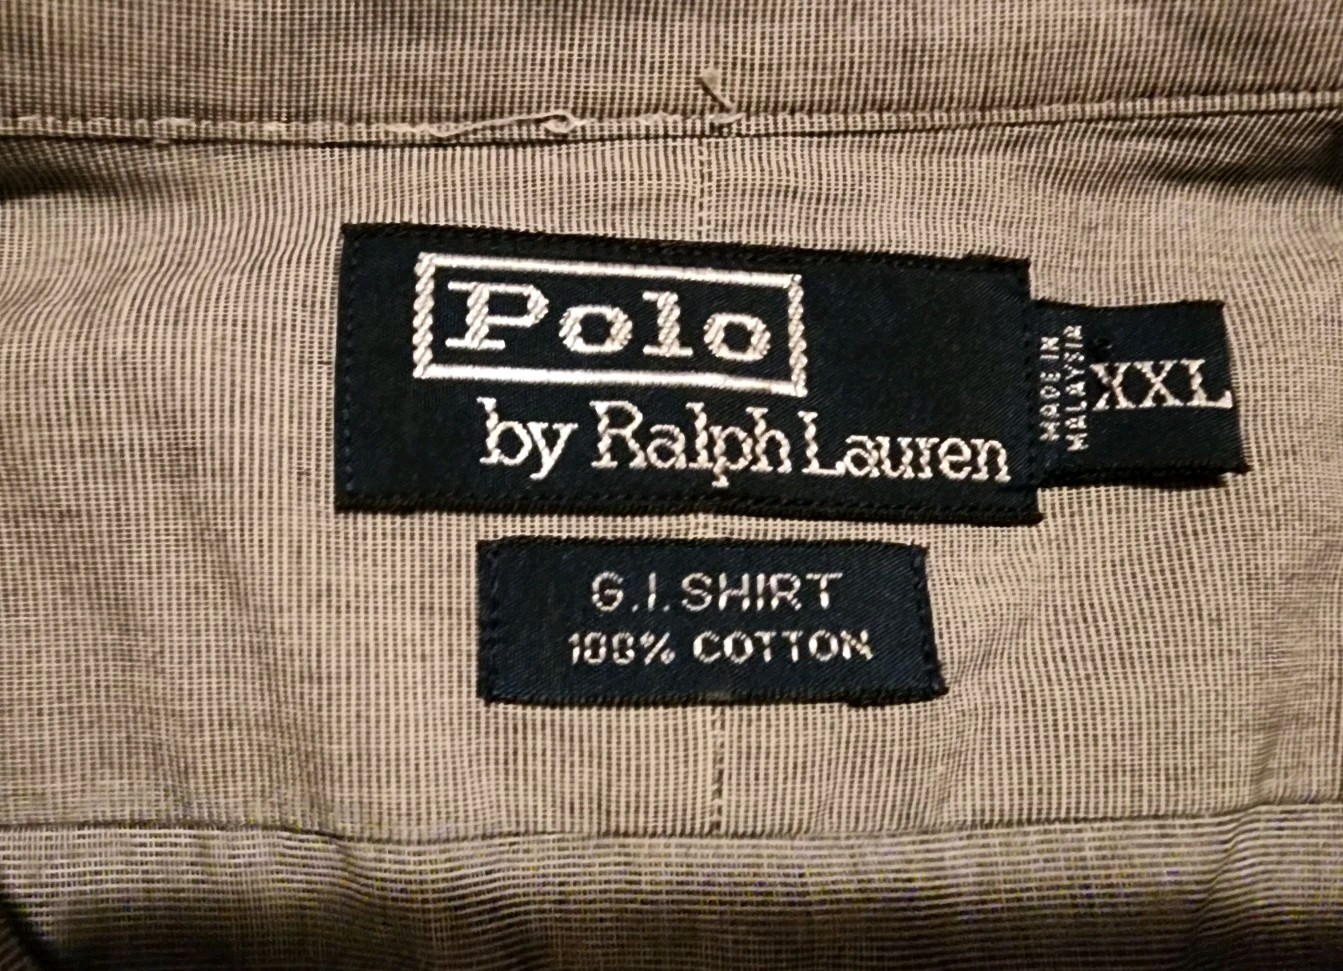 Polo
by Ralph Lauren
MADE IN
MALAYSIA
XXL
G.I. SHIRT
100% COTTON